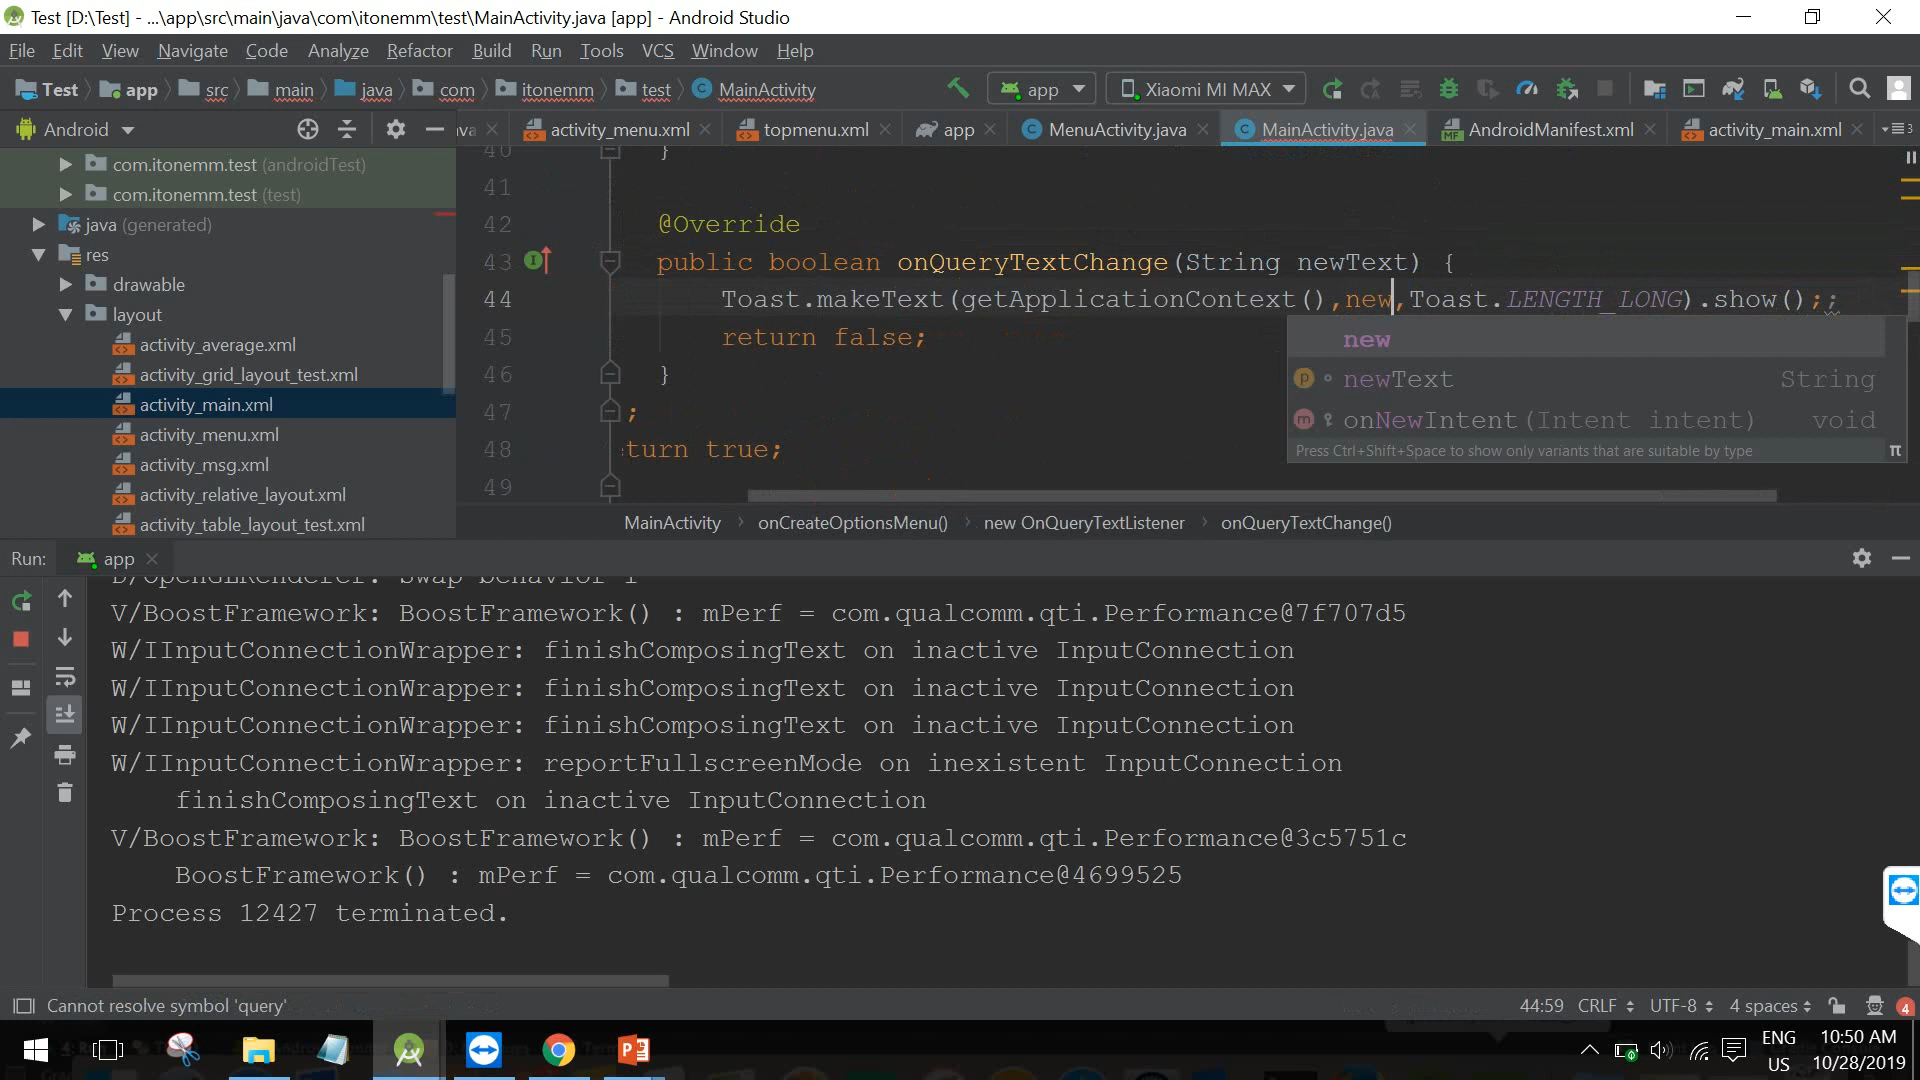 Test [D:\Test] - ...\app\src\main\java\com\itonemm\test\MainActivity.java [app] - Android Studio
File Edit View Navigate Code Analyze Refactor Build Run Tools VCS Window Help
Test app src main java com itonemm test MainActivity app Xiaomi MI MAX
Android
activity_menu.xml topmenu.xml app MenuActivity.java MainActivity.java AndroidManifest.xml activity_main.xml 3
com.itonemm.test (androidTest)
com.itonemm.test (test)
java (generated)
res
drawable
layout
activity_average.xml
activity_grid_layout_test.xml
activity_main.xml
activity_menu.xml
activity_msg.xml
activity_relative_layout.xml
activity_table_layout_test.xml
40 }
41
42 @Override
43 public boolean onQueryTextChange(String newText) {
44 Toast.makeText(getApplicationContext(),new,Toast.LENGTH_LONG).show();;
45 return false;
46 }
47 ;
48 turn true;
49
new
newText String
onNewIntent(Intent intent) void
Press Ctrl+Shift+Space to show only variants that are suitable by type π
MainActivity onCreateOptionsMenu() new OnQueryTextListener onQueryTextChange()
Run: app
D/OpenGLRenderer: Swap behavior 1
V/BoostFramework: BoostFramework() : mPerf = com.qualcomm.qti.Performance@7f707d5
W/IInputConnectionWrapper: finishComposingText on inactive InputConnection
W/IInputConnectionWrapper: finishComposingText on inactive InputConnection
W/IInputConnectionWrapper: finishComposingText on inactive InputConnection
W/IInputConnectionWrapper: reportFullscreenMode on inexistent InputConnection
finishComposingText on inactive InputConnection
V/BoostFramework: BoostFramework() : mPerf = com.qualcomm.qti.Performance@3c5751c
BoostFramework() : mPerf = com.qualcomm.qti.Performance@4699525
Process 12427 terminated.
Cannot resolve symbol 'query' 44:59 CRLF UTF-8 4 spaces 4
ENG
US
10:50 AM
10/28/2019